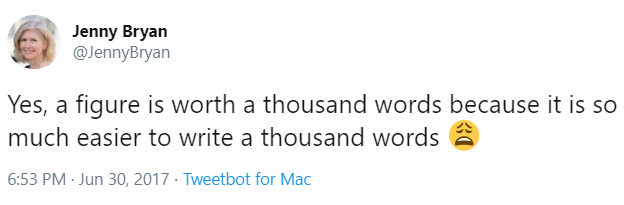 Jenny Bryan
@JennyBryan
Yes, a figure is worth a thousand words because it is so
much easier to write a thousand words 😩
6:53 PM · Jun 30, 2017 · Tweetbot for Mac